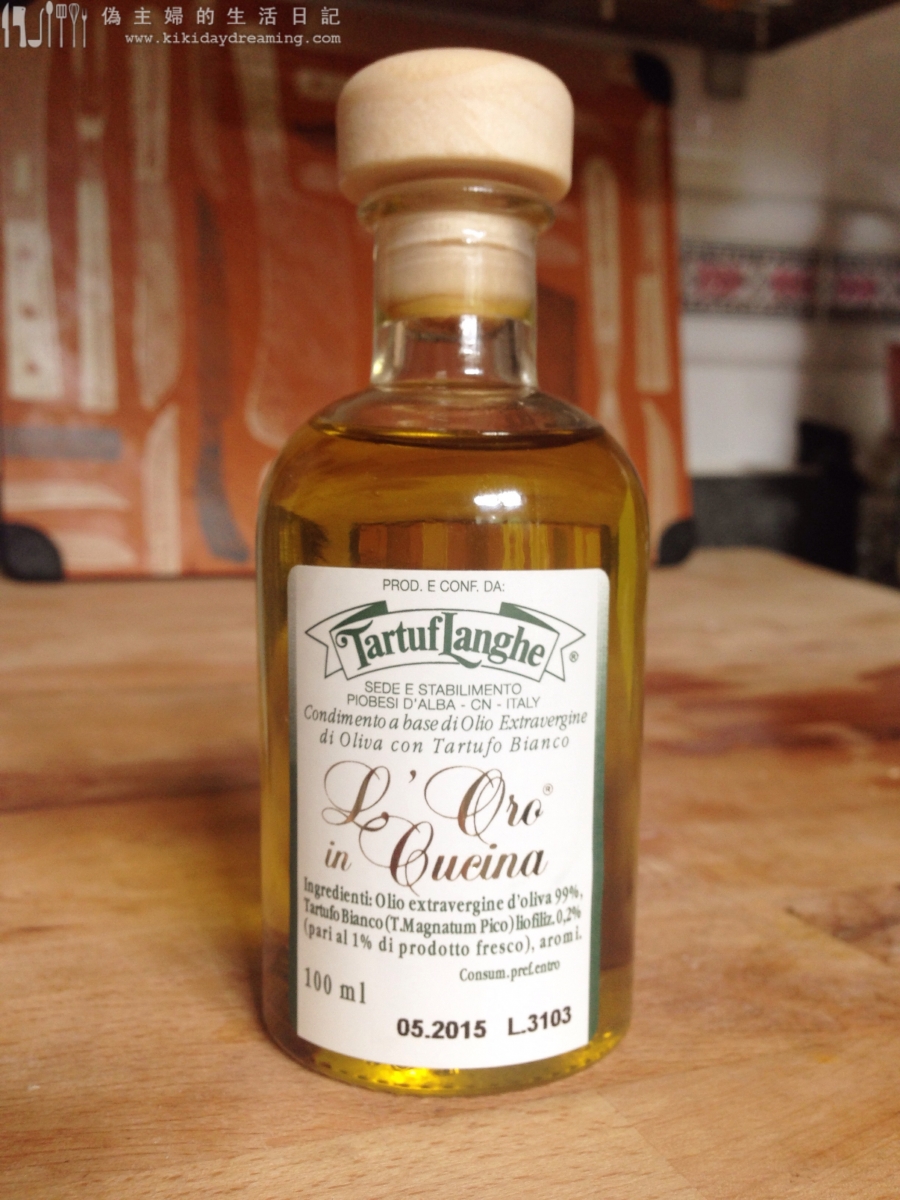 偽主婦的生活日記
www.kikidaydreaming.com
PROD. E CONF. DA:
TartufLanghe®
SEDE E STABILIMENTO
PIOBESI D'ALBA - CN - ITALY
Condimento a base di Olio Extravergine
di Oliva con Tartufo Bianco
L'Oro®
in Cucina
Ingredienti: Olio extravergine d'oliva 99%,
Tartufo Bianco (T.Magnatum Pico) liofiliz. 0,2%
(pari al 1% di prodotto fresco), aromi.
Consum.pref.entro
100 ml
05.2015 L.3103